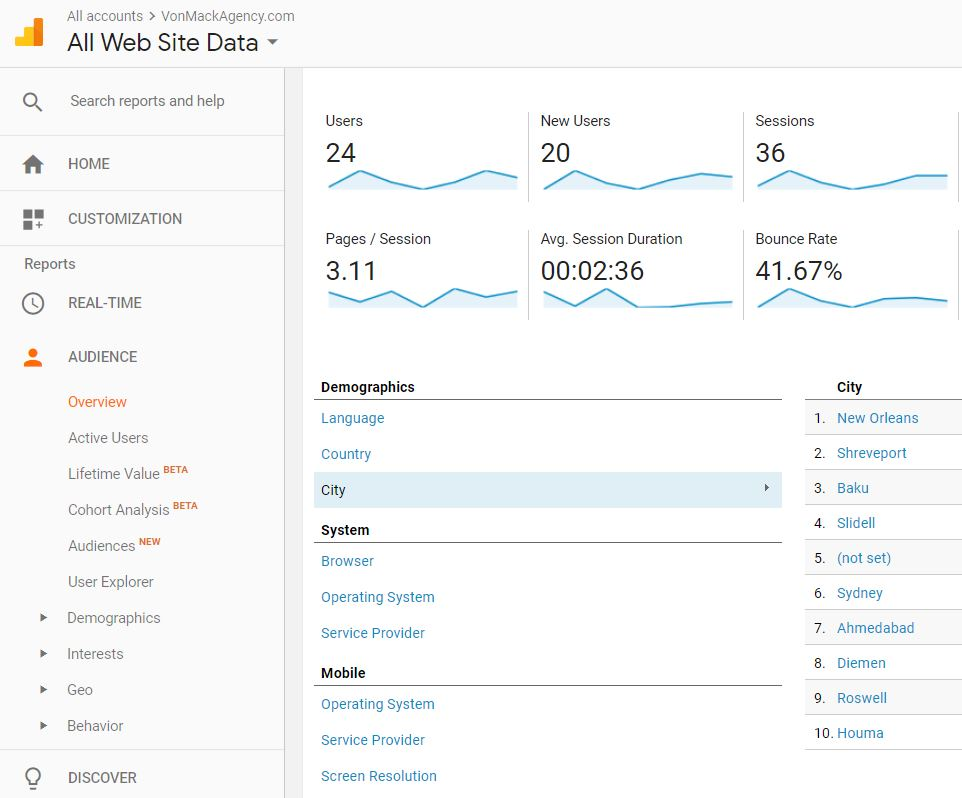 All accounts > VonMackAgency.com
All Web Site Data
Search reports and help
HOME
CUSTOMIZATION
Reports
REAL-TIME
AUDIENCE
Overview
Active Users
Lifetime Value BETA
Cohort Analysis BETA
Audiences NEW
User Explorer
Demographics
Interests
Geo
Behavior
DISCOVER
Users
24
New Users
20
Sessions
36
Pages / Session
3.11
Avg. Session Duration
00:02:36
Bounce Rate
41.67%
Demographics
Language
Country
City
System
Browser
Operating System
Service Provider
Mobile
Operating System
Service Provider
Screen Resolution
City
1. New Orleans
2. Shreveport
3. Baku
4. Slidell
5. (not set)
6. Sydney
7. Ahmedabad
8. Diemen
9. Roswell
10. Houma